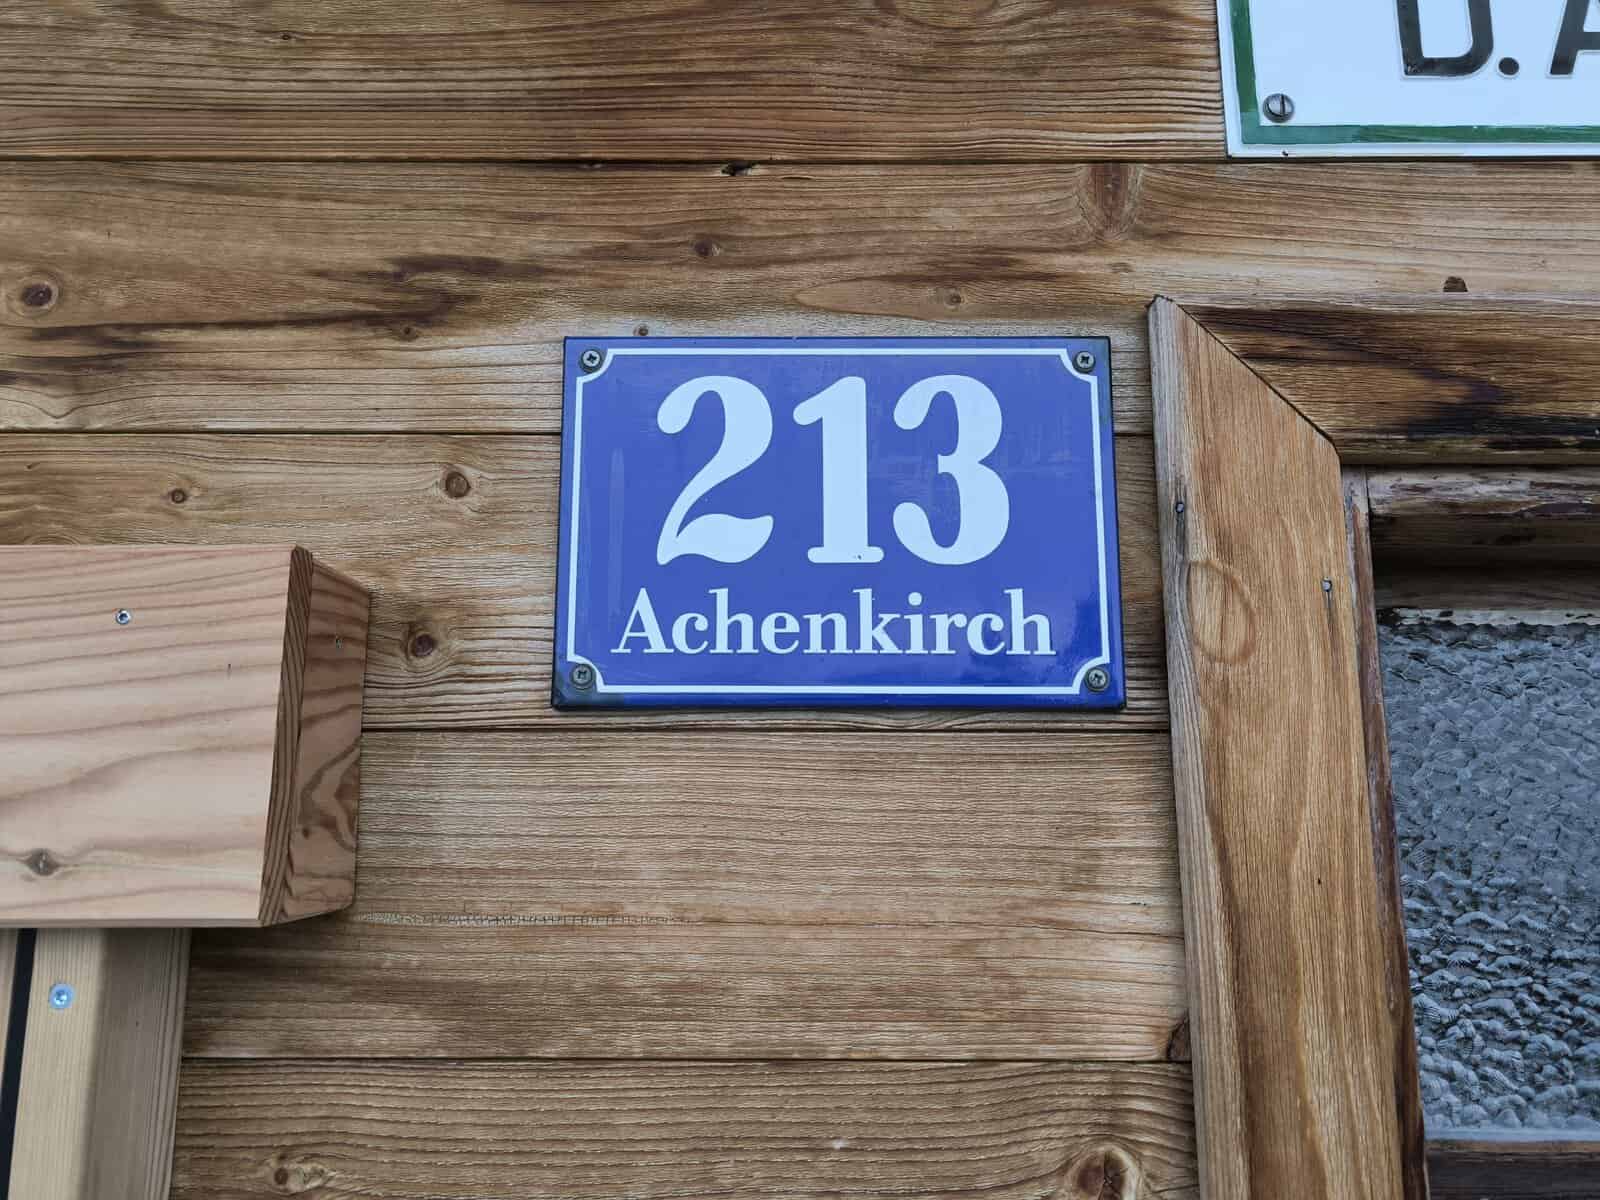 D. A
213
Achenkirch